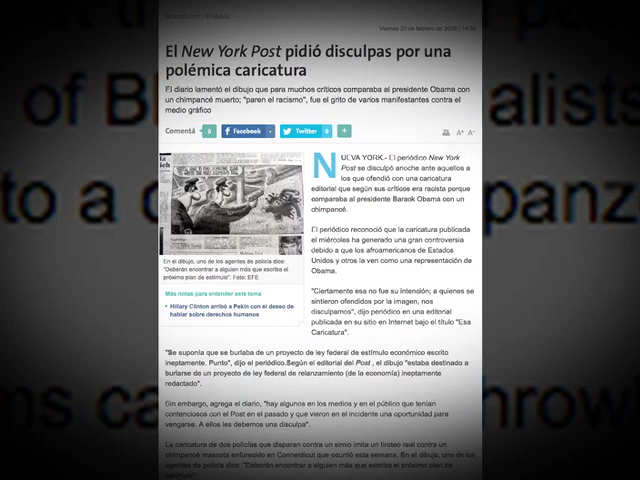 Viernes 20 de febrero de 2009 | 14:34
El New York Post pidió disculpas por una
polémica caricatura
El diario lamentó el dibujo que para muchos críticos comparaba al presidente Obama con
un chimpancé muerto; "paren el racismo", fue el grito de varios manifestantes contra el
medio gráfico
Comentá 0 Facebook - Twitter 0 +
A+ A-
of B
alists
to a c
panz
com
hrow
NUEVA YORK.- El periódico New York
Post se disculpó anoche ante aquellos a
los que ofendió con una caricatura
editorial que según sus críticos era racista porque
comparaba al presidente Barack Obama con un
chimpancé.
El periódico reconoció que la caricatura publicada
el miércoles ha generado una gran controversia
debido a que los afroamericanos de Estados
Unidos y otros la ven como una representación de
Obama.
"Ciertamente esa no fue su intención; a quienes se
sintieron ofendidos por la imagen, nos
disculpamos", dijo periódico en una editorial
publicada en su sitio en Internet bajo el título "Esa
Caricatura".
En el dibujo, uno de los agentes de policía dice:
"Deberán encontrar a alguien más que escriba el
próximo plan de estímulo". Foto: EFE
Más notas para entender este tema
Hillary Clinton arribó a Pekín con el deseo de
hablar sobre derechos humanos
"Se suponía que se burlaba de un proyecto de ley federal de estímulo económico escrito
ineptamente. Punto", dijo el periódico.Según el editorial del Post, el dibujo "estaba destinado a
burlarse de un proyecto de ley federal de relanzamiento (de la economía) ineptamente
redactado".
Sin embargo, agrega el diario, "hay algunos en los medios y en el público que tenían
contenciosos con el Post en el pasado y que vieron en el incidente una oportunidad para
vengarse. A ellos les debemos una disculpa".
La caricatura de dos policías que disparan contra un simio imita un tiroteo real contra un
chimpancé mascota enfurecido en Connecticut que ocurrió esta semana. En el dibujo, uno de los
agentes de policía dice: "Deberán encontrar a alguien más que escriba el próximo plan de
estímulo".